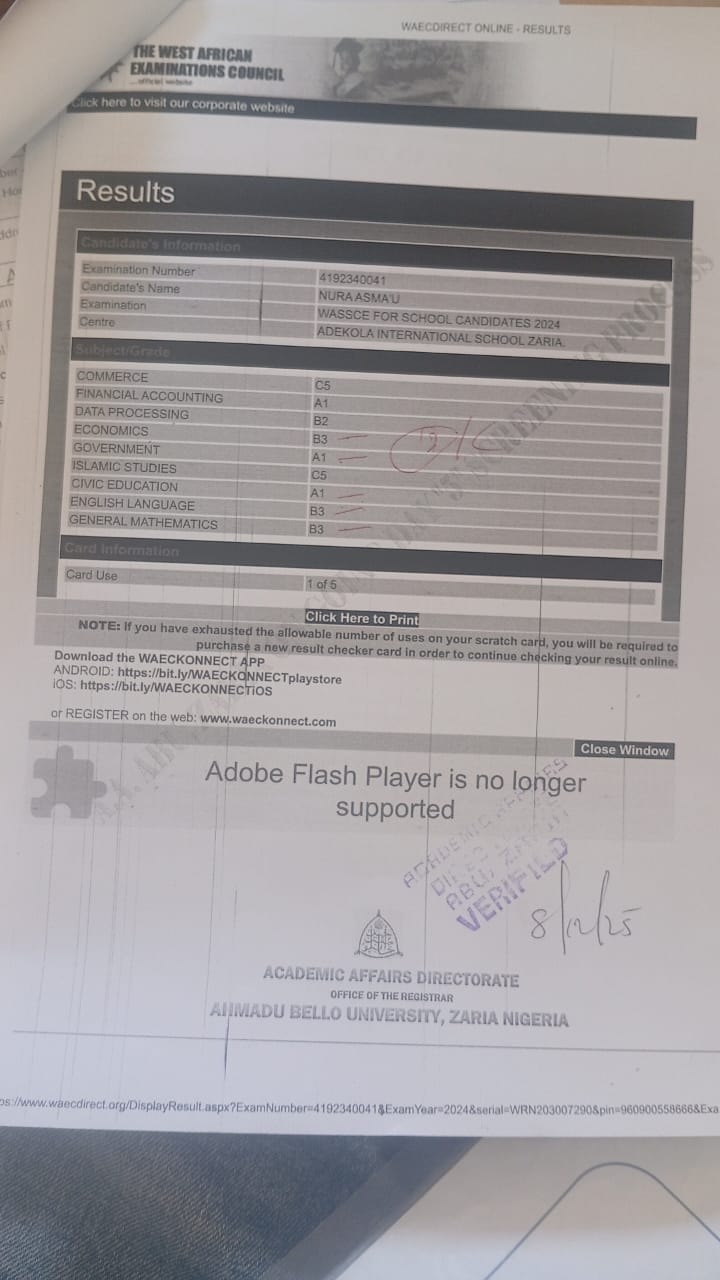 WAECDIRECT ONLINE - RESULTS
THE WEST AFRICAN
EXAMINATIONS COUNCIL
...official website
Click here to visit our corporate website
Results
Candidate's Information
Examination Number 4192340041
Candidate's Name NURA ASMA'U
Examination WASSCE FOR SCHOOL CANDIDATES 2024
Centre ADEKOLA INTERNATIONAL SCHOOL ZARIA.
Subject/Grade
COMMERCE C5
FINANCIAL ACCOUNTING A1
DATA PROCESSING B2
ECONOMICS B3
GOVERNMENT A1
ISLAMIC STUDIES C5
CIVIC EDUCATION A1
ENGLISH LANGUAGE B3
GENERAL MATHEMATICS B3
Card Information
Card Use 1 of 5
Click Here to Print
NOTE: If you have exhausted the allowable number of uses on your scratch card, you will be required to
purchase a new result checker card in order to continue checking your result online.
Download the WAECKONNECT APP
ANDROID: https://bit.ly/WAECKONNECTplaystore
iOS: https://bit.ly/WAECKONNECTiOS
or REGISTER on the web: www.waeckonnect.com
Close Window
Adobe Flash Player is no longer
supported
ACADEMIC AFFAIRS
ABU, ZARIA
VERIFIED
8/12/25
ACADEMIC AFFAIRS DIRECTORATE
OFFICE OF THE REGISTRAR
AHMADU BELLO UNIVERSITY, ZARIA NIGERIA
ps://www.waecdirect.org/DisplayResult.aspx?ExamNumber=4192340041&ExamYear=2024&serial=WRN203007290&pin=960900558666&Exa